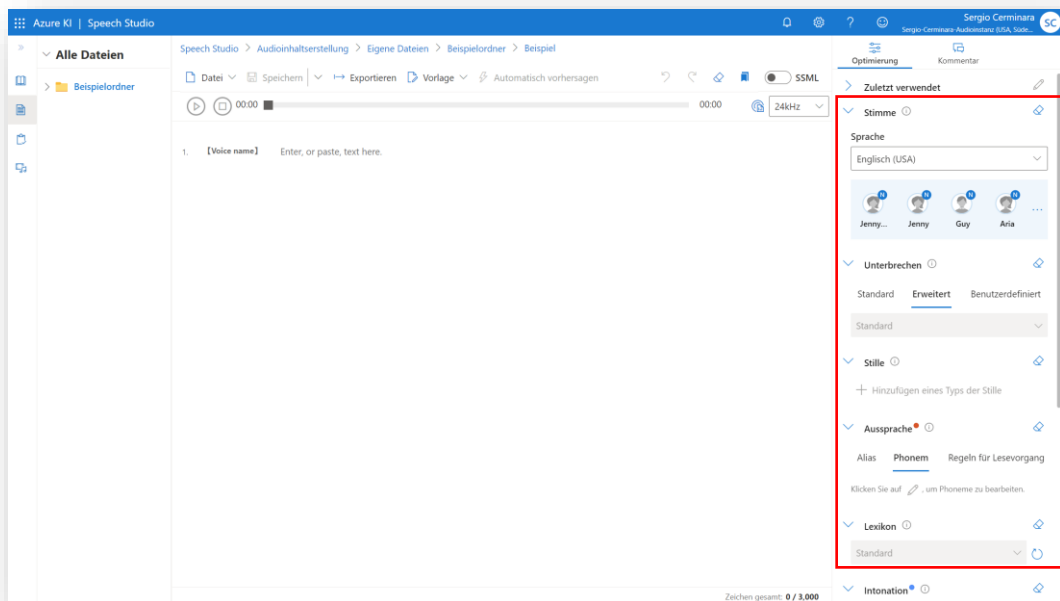 Azure KI | Speech Studio
Sergio Cerminara
Sergio-Cerminara-Audioinstanz (USA, Süde...
SC
Alle Dateien
Beispielordner
Speech Studio > Audioinhaltserstellung > Eigene Dateien > Beispielordner > Beispiel
Datei Speichern Exportieren Vorlage Automatisch vorhersagen SSML
00:00 00:00 24kHz
1. 【Voice name】 Enter, or paste, text here.
Zeichen gesamt: 0 / 3,000
Optimierung Kommentar
Zuletzt verwendet
Stimme
Sprache
Englisch (USA)
N N N N
Jenny... Jenny Guy Aria ...
Unterbrechen
Standard Erweitert Benutzerdefiniert
Standard
Stille
Hinzufügen eines Typs der Stille
Aussprache
Alias Phonem Regeln für Lesevorgang
Klicken Sie auf , um Phoneme zu bearbeiten.
Lexikon
Standard
Intonation